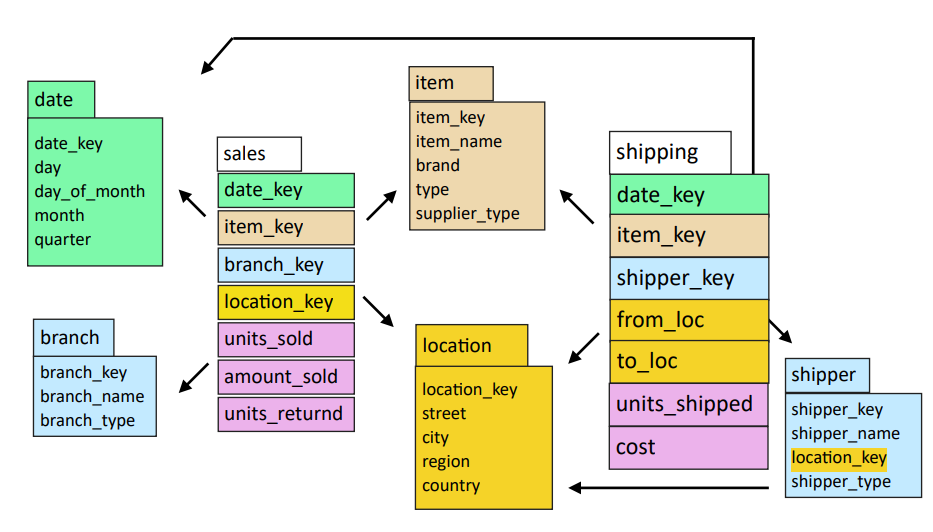 date
date_key
day
day_of_month
month
quarter
sales
date_key
item_key
branch_key
location_key
units_sold
amount_sold
units_returnd
item
item_key
item_name
brand
type
supplier_type
shipping
date_key
item_key
shipper_key
from_loc
to_loc
units_shipped
cost
branch
branch_key
branch_name
branch_type
location
location_key
street
city
region
country
shipper
shipper_key
shipper_name
location_key
shipper_type